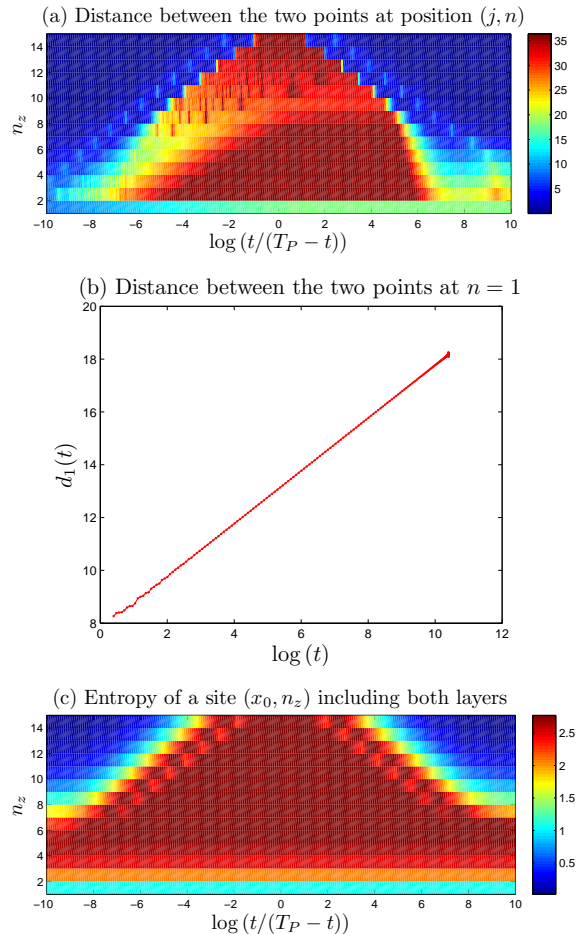 (a) Distance between the two points at position (j, n)
n_z
14
12
10
8
6
4
2
−10 −8 −6 −4 −2 0 2 4 6 8 10
log (t/(T_P − t))
35
30
25
20
15
10
5
(b) Distance between the two points at n = 1
d_1(t)
20
18
16
14
12
10
8
0 2 4 6 8 10 12
log (t)
(c) Entropy of a site (x_0, n_z) including both layers
n_z
14
12
10
8
6
4
2
−10 −8 −6 −4 −2 0 2 4 6 8 10
log (t/(T_P − t))
2.5
2
1.5
1
0.5